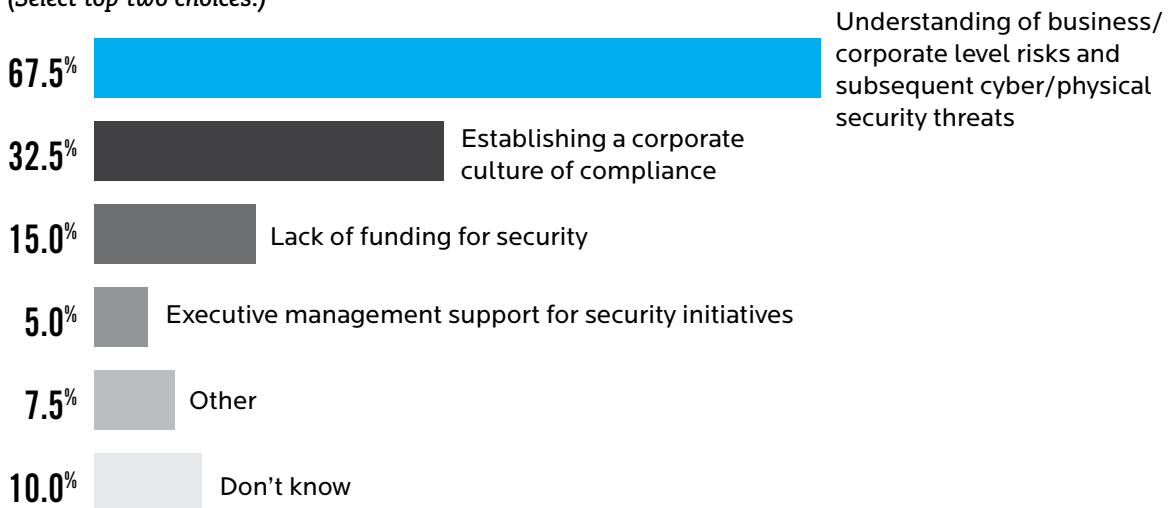 (Select top two choices.)
67.5%
Understanding of business/
corporate level risks and
subsequent cyber/physical
security threats
32.5%
Establishing a corporate
culture of compliance
15.0%
Lack of funding for security
5.0%
Executive management support for security initiatives
7.5%
Other
10.0%
Don’t know